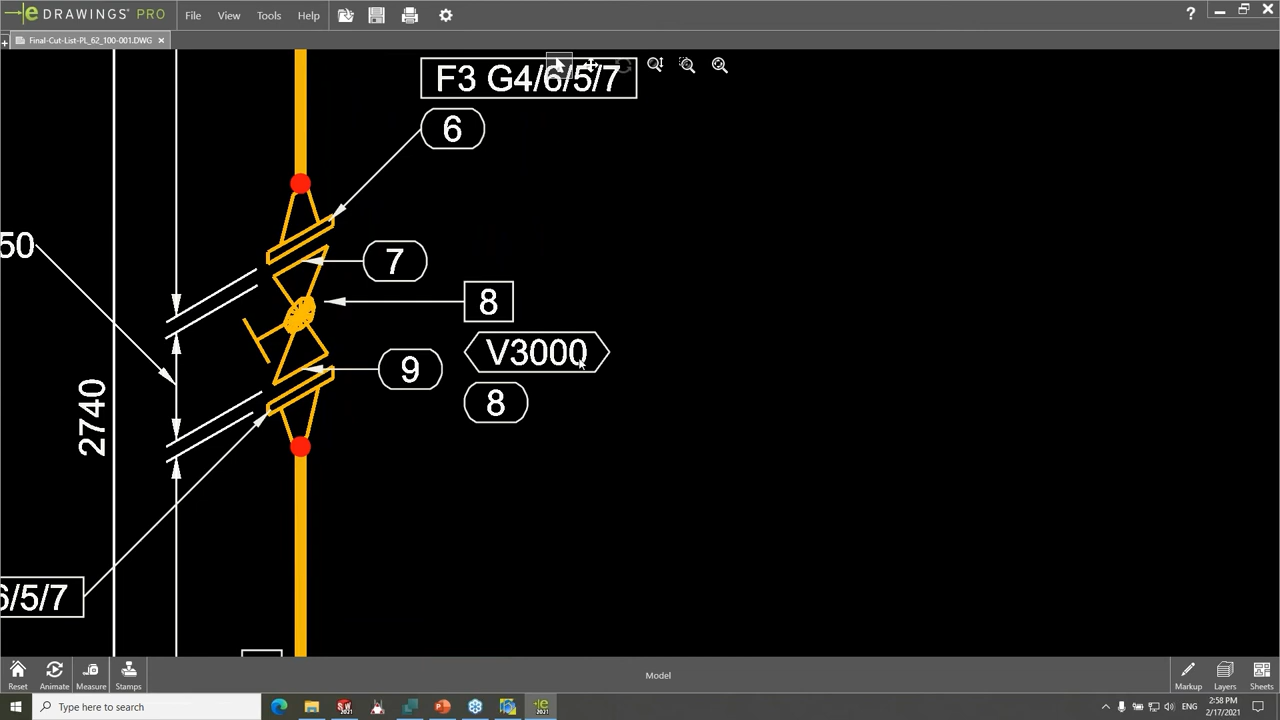 eDRAWINGS® PRO File View Tools Help ?
Final-Cut-List-PL_62_100-001.DWG
F3 G4/6/5/7
6
50
7
8
V3000
9
8
2740
6/5/7
Reset Animate Measure Stamps Model Markup Layers Sheets
Type here to search
ENG 2:58 PM
2/17/2021